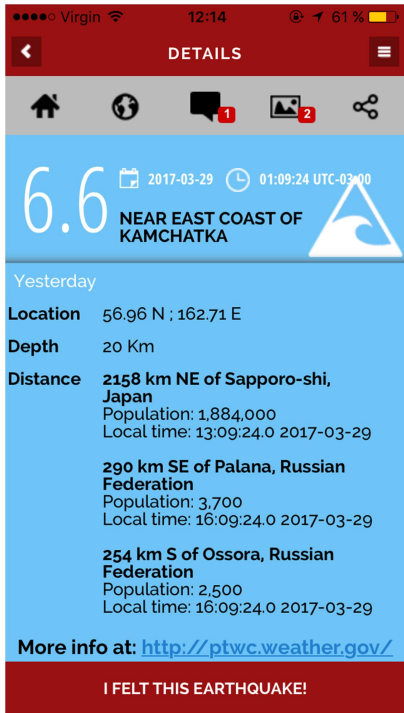 Virgin 12:14 61 %
DETAILS
1 2
6.6
2017-03-29 01:09:24 UTC-03:00
NEAR EAST COAST OF
KAMCHATKA
Yesterday
Location 56.96 N ; 162.71 E
Depth 20 Km
Distance 2158 km NE of Sapporo-shi,
Japan
Population: 1,884,000
Local time: 13:09:24.0 2017-03-29
290 km SE of Palana, Russian
Federation
Population: 3,700
Local time: 16:09:24.0 2017-03-29
254 km S of Ossora, Russian
Federation
Population: 2,500
Local time: 16:09:24.0 2017-03-29
More info at: http://ptwc.weather.gov/
I FELT THIS EARTHQUAKE!